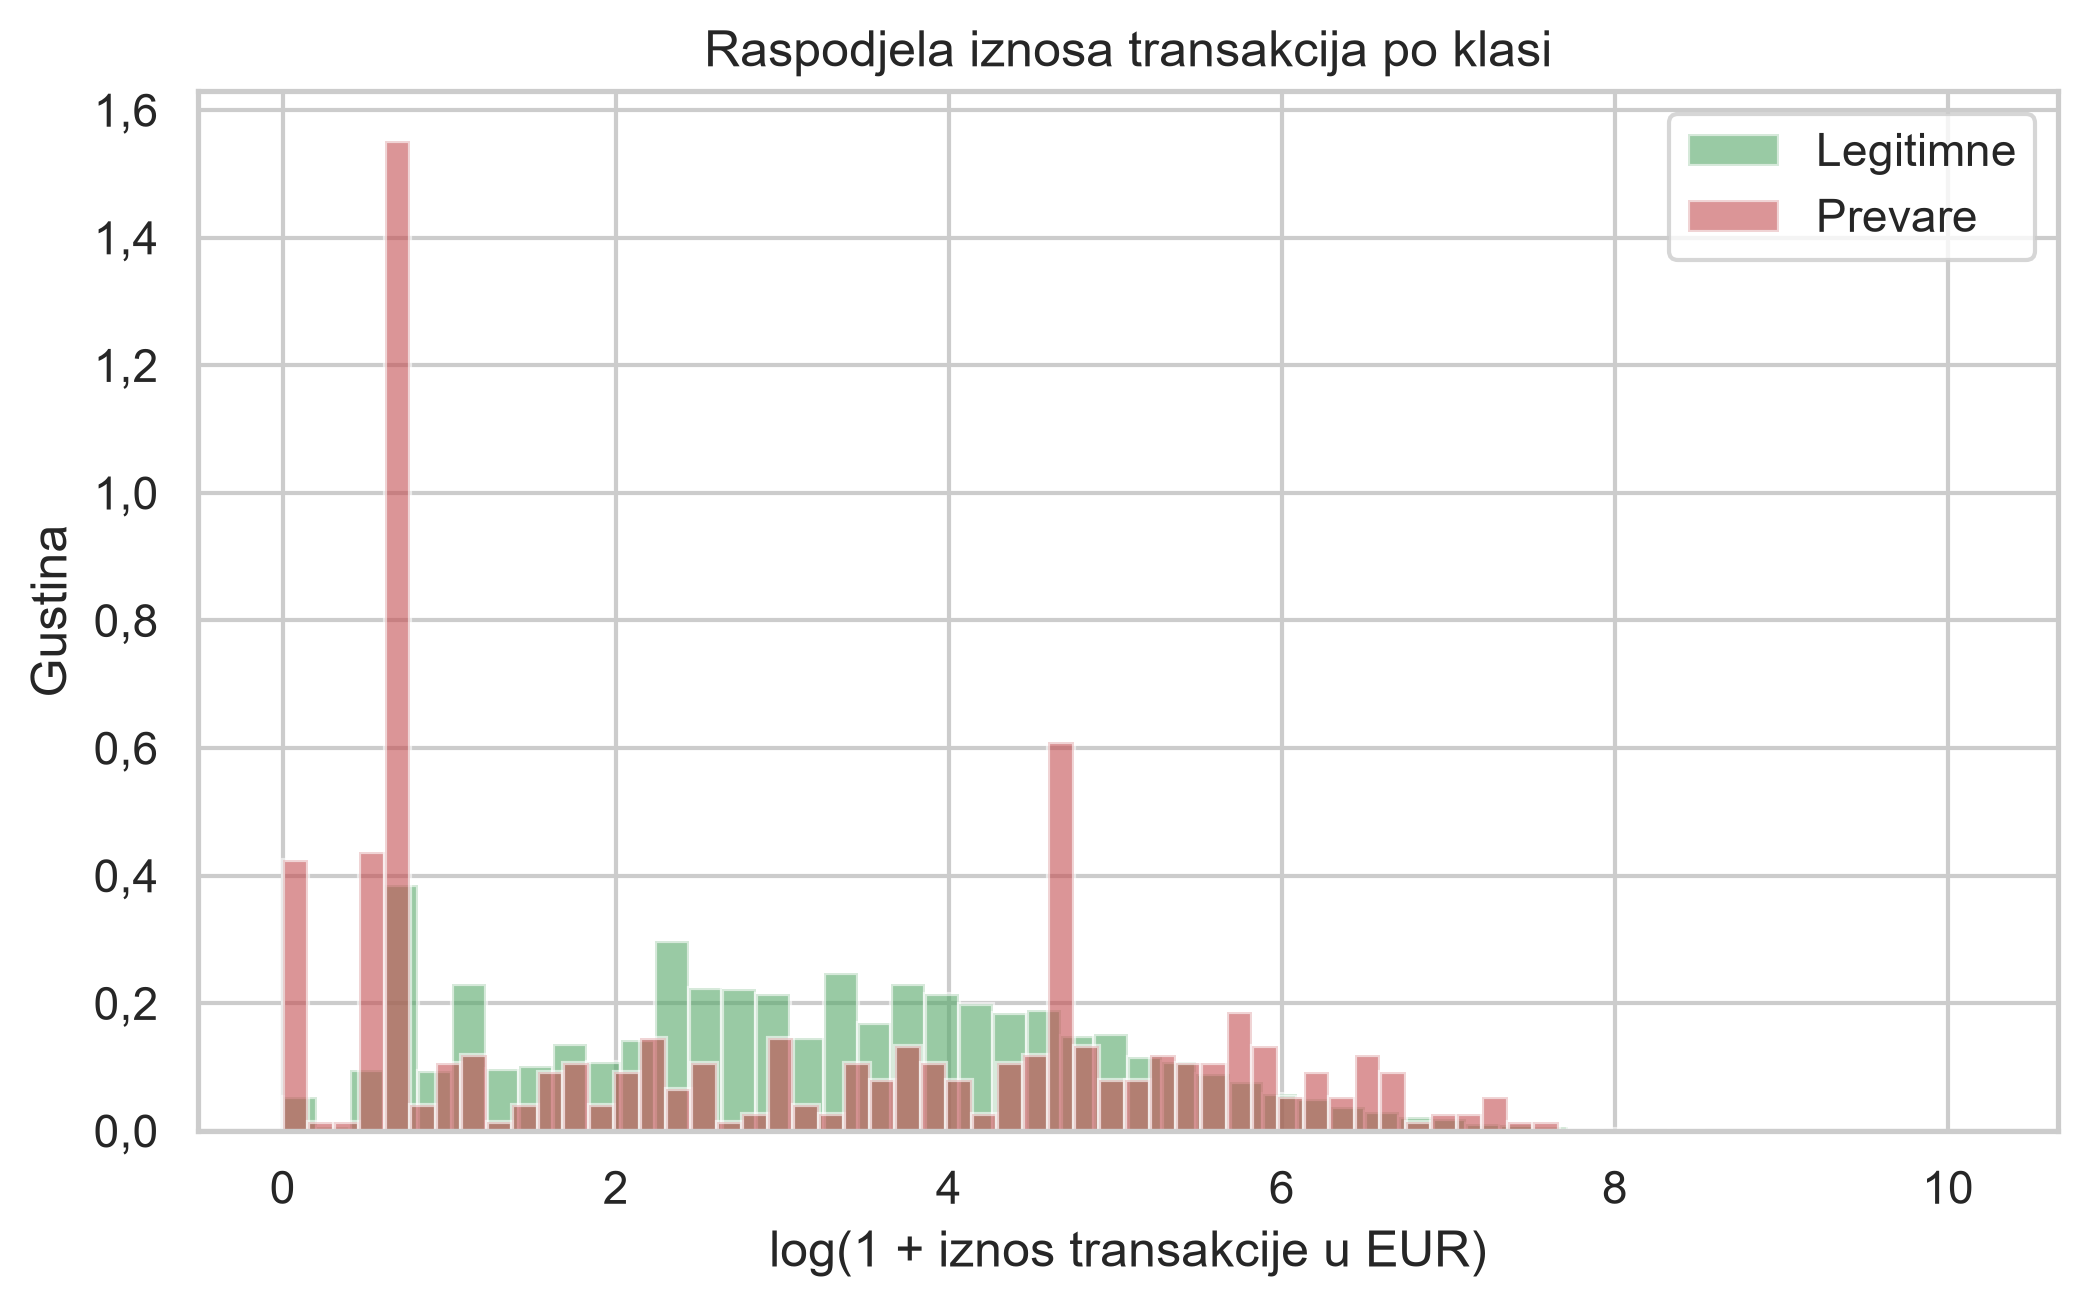 Raspodjela iznosa transakcija po klasi
1,6
1,4
1,2
1,0
0,8
0,6
0,4
0,2
0,0
Gustina
Legitimne
Prevare
0 2 4 6 8 10
log(1 + iznos transakcije u EUR)